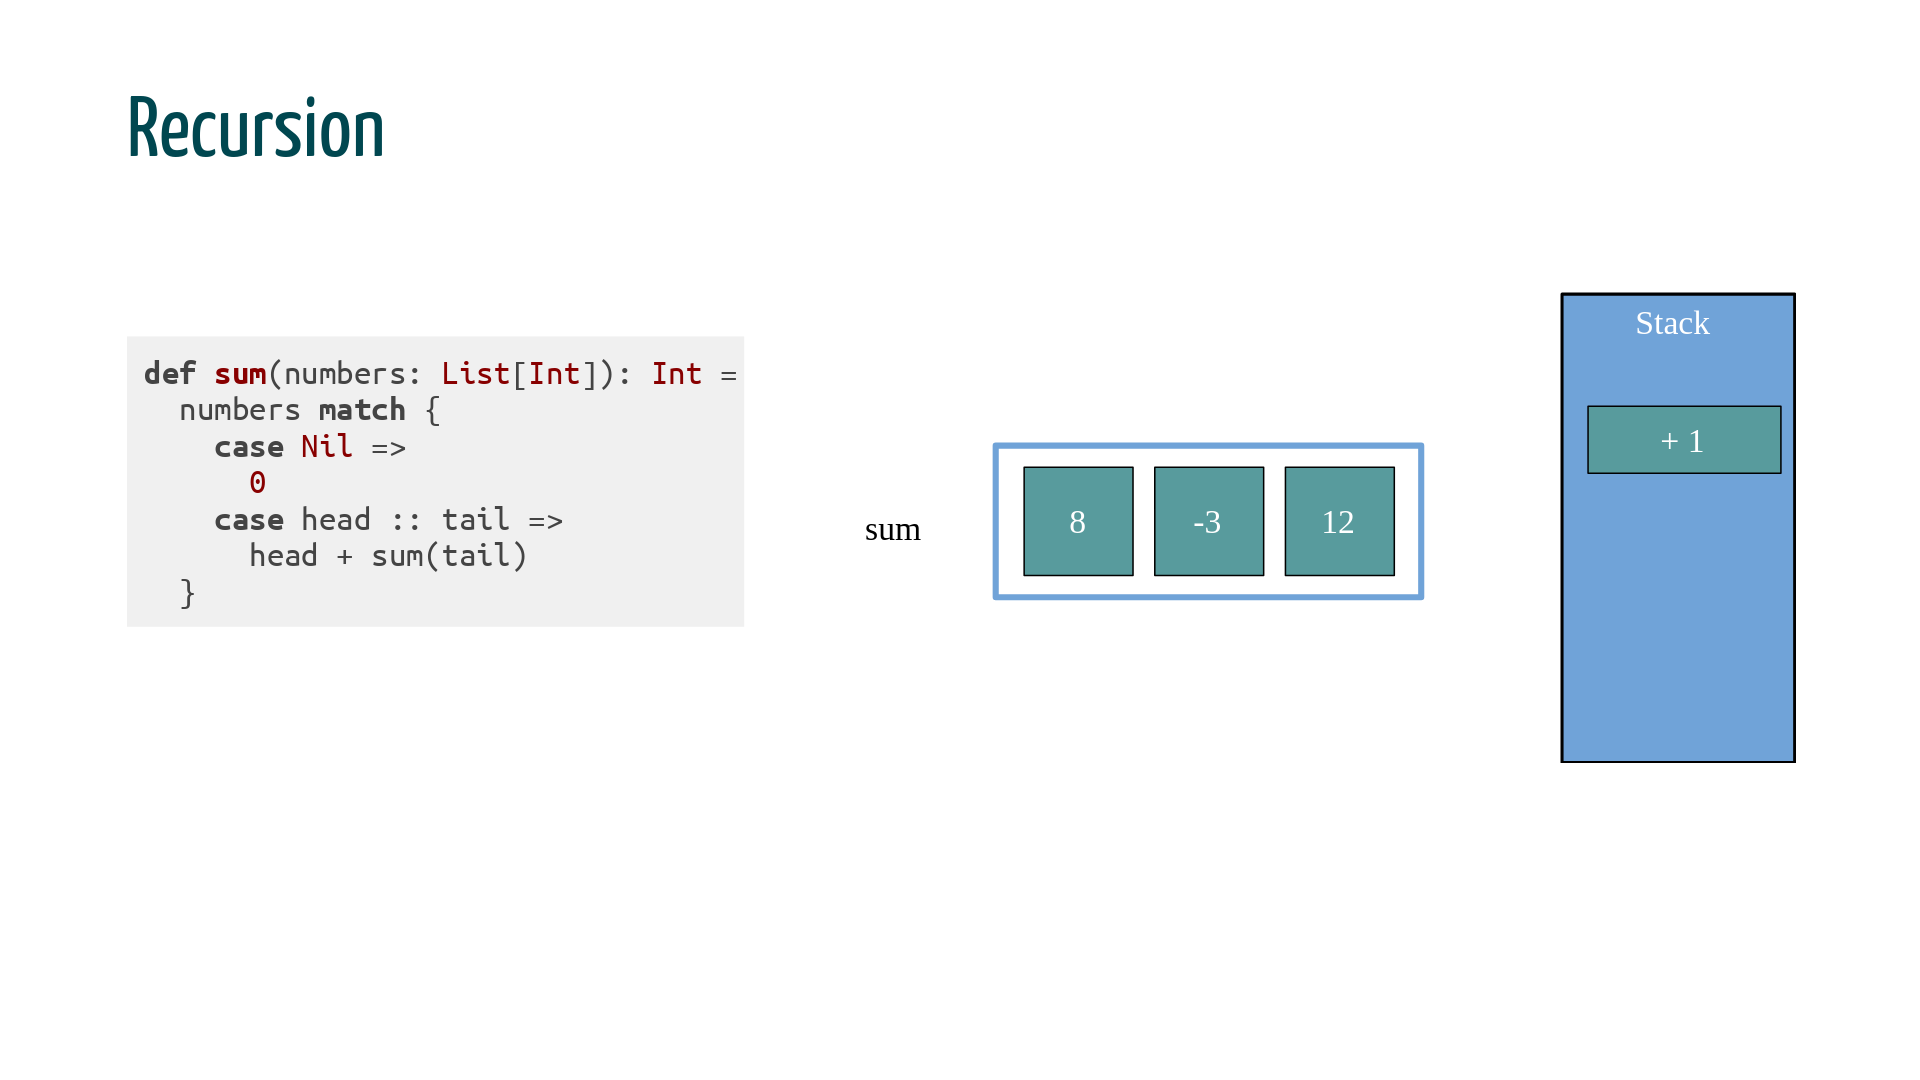 Recursion
def sum(numbers: List[Int]): Int =
  numbers match {
    case Nil =>
      0
    case head :: tail =>
      head + sum(tail)
  }
sum
8 -3 12
Stack
+ 1